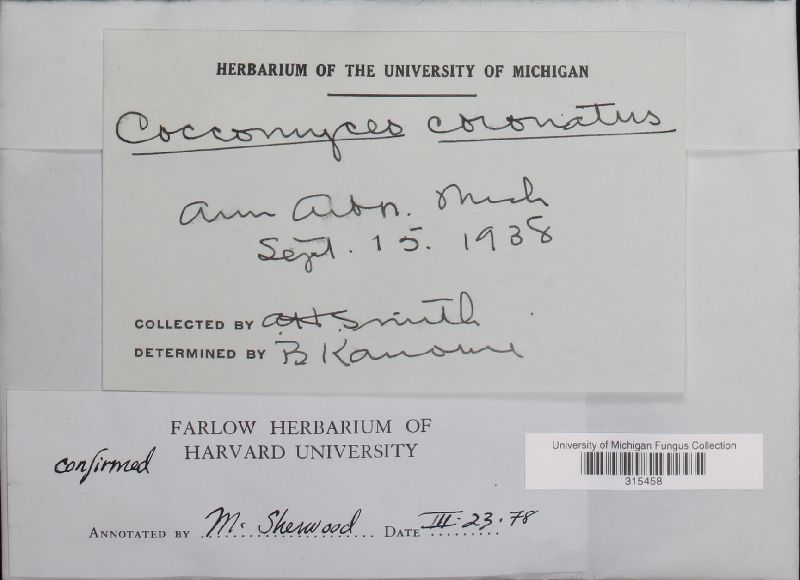 HERBARIUM OF THE UNIVERSITY OF MICHIGAN
Coccomyces coronatus
Ann Arbor. Mich
Sept. 15. 1938
COLLECTED BY A.H. Smith
DETERMINED BY B Kanouse
FARLOW HERBARIUM OF
HARVARD UNIVERSITY
confirmed
ANNOTATED BY M. Sherwood DATE III-23-78
University of Michigan Fungus Collection
315458